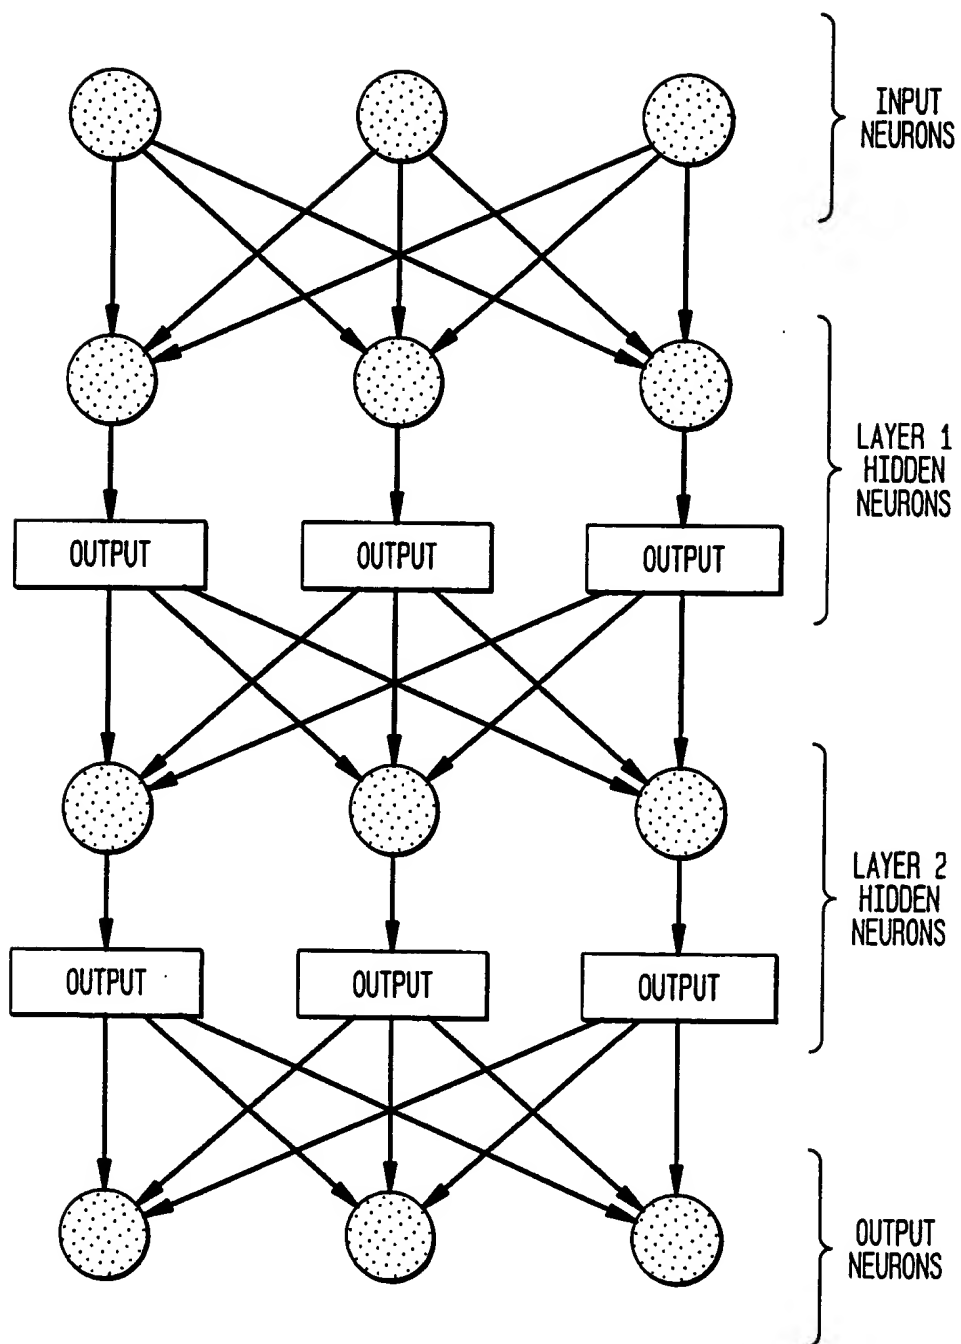 INPUT
NEURONS
LAYER 1
HIDDEN
NEURONS
OUTPUT OUTPUT OUTPUT
LAYER 2
HIDDEN
NEURONS
OUTPUT OUTPUT OUTPUT
OUTPUT
NEURONS